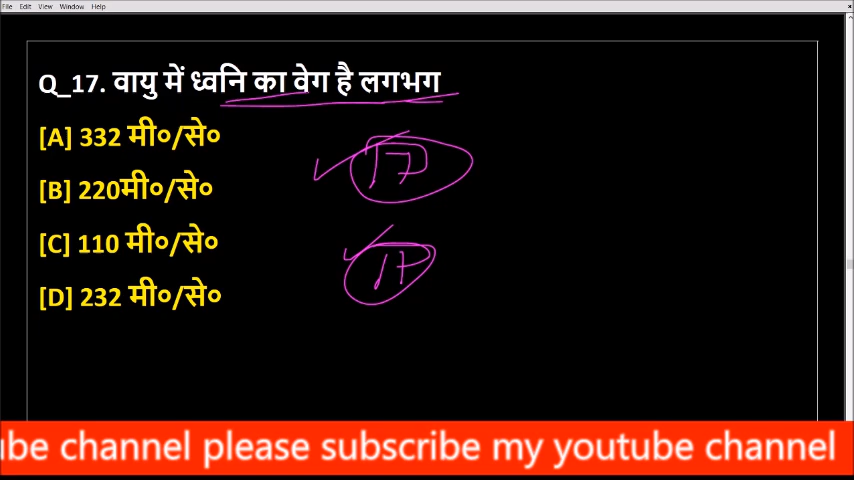 File Edit View Window Help
Q_17. वायु में ध्वनि का वेग है लगभग
[A] 332 मी०/से०
17
[B] 220मी०/से०
[C] 110 मी०/से०
17
[D] 232 मी०/से०
ube channel please subscribe my youtube channel